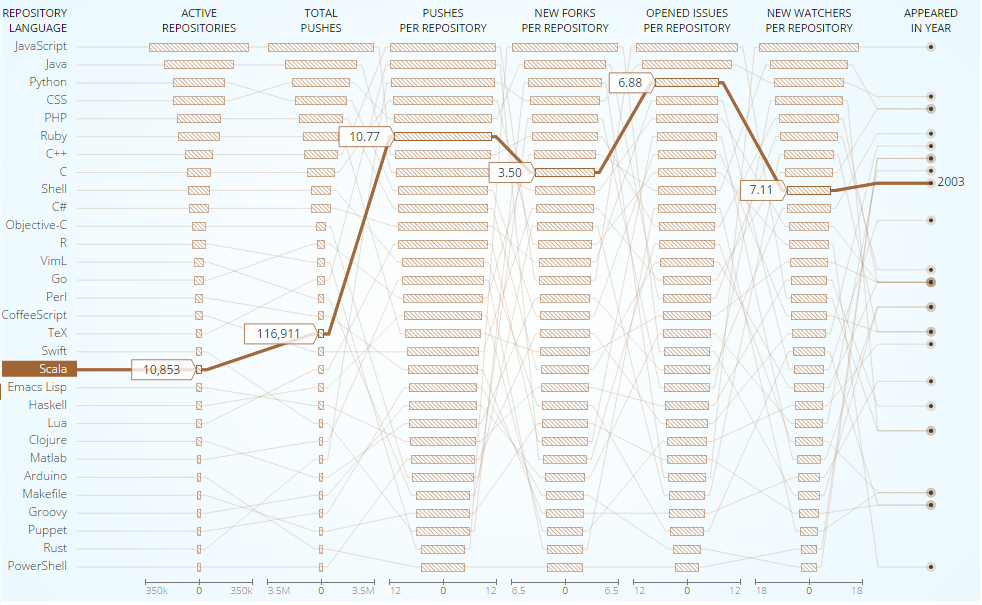 REPOSITORY LANGUAGE
ACTIVE REPOSITORIES
TOTAL PUSHES
PUSHES PER REPOSITORY
NEW FORKS PER REPOSITORY
OPENED ISSUES PER REPOSITORY
NEW WATCHERS PER REPOSITORY
APPEARED IN YEAR
JavaScript
Java
Python
6.88
CSS
PHP
Ruby
10.77
C++
C
3.50
Shell
7.11
2003
C#
Objective-C
R
VimL
Go
Perl
CoffeeScript
TeX
116,911
Swift
Scala
10,853
Emacs Lisp
Haskell
Lua
Clojure
Matlab
Arduino
Makefile
Groovy
Puppet
Rust
PowerShell
350k 0 350k
3.5M 0 3.5M
12 0 12
6.5 0 6.5
12 0 12
18 0 18